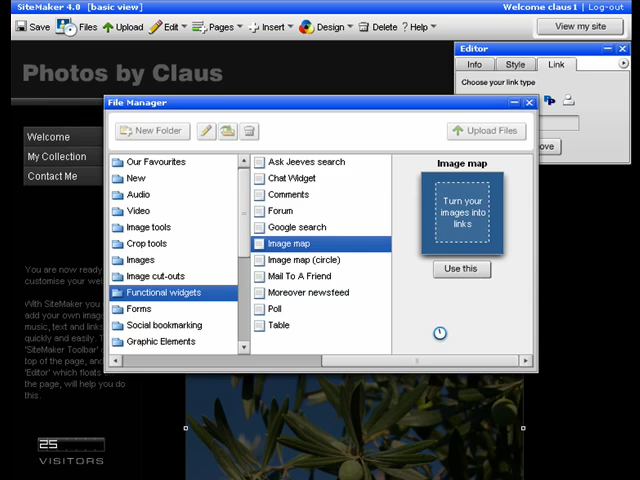 SiteMaker 4.0 [basic view]
Welcome claus1 | Log-out
Save Files Upload Edit Pages Insert Design Delete Help
View my site
Photos by Claus
Editor
Info Style Link
Choose your link type
Welcome
My Collection
Contact Me
File Manager
New Folder
Upload Files
Our Favourites
New
Audio
Video
Image tools
Crop tools
Images
Image cut-outs
Functional widgets
Forms
Social bookmarking
Graphic Elements
Ask Jeeves search
Chat Widget
Comments
Forum
Google search
Image map
Image map (circle)
Mail To A Friend
Moreover newsfeed
Poll
Table
Image map
Turn your
images into
links
Use this
You are now ready
customise your we
With SiteMaker you
add your own imag
music, text and links
quickly and easily. T
'SiteMaker Toolbar'
top of the page, an
'Editor' which floats
the page, will help you do
this.
25
VISITORS